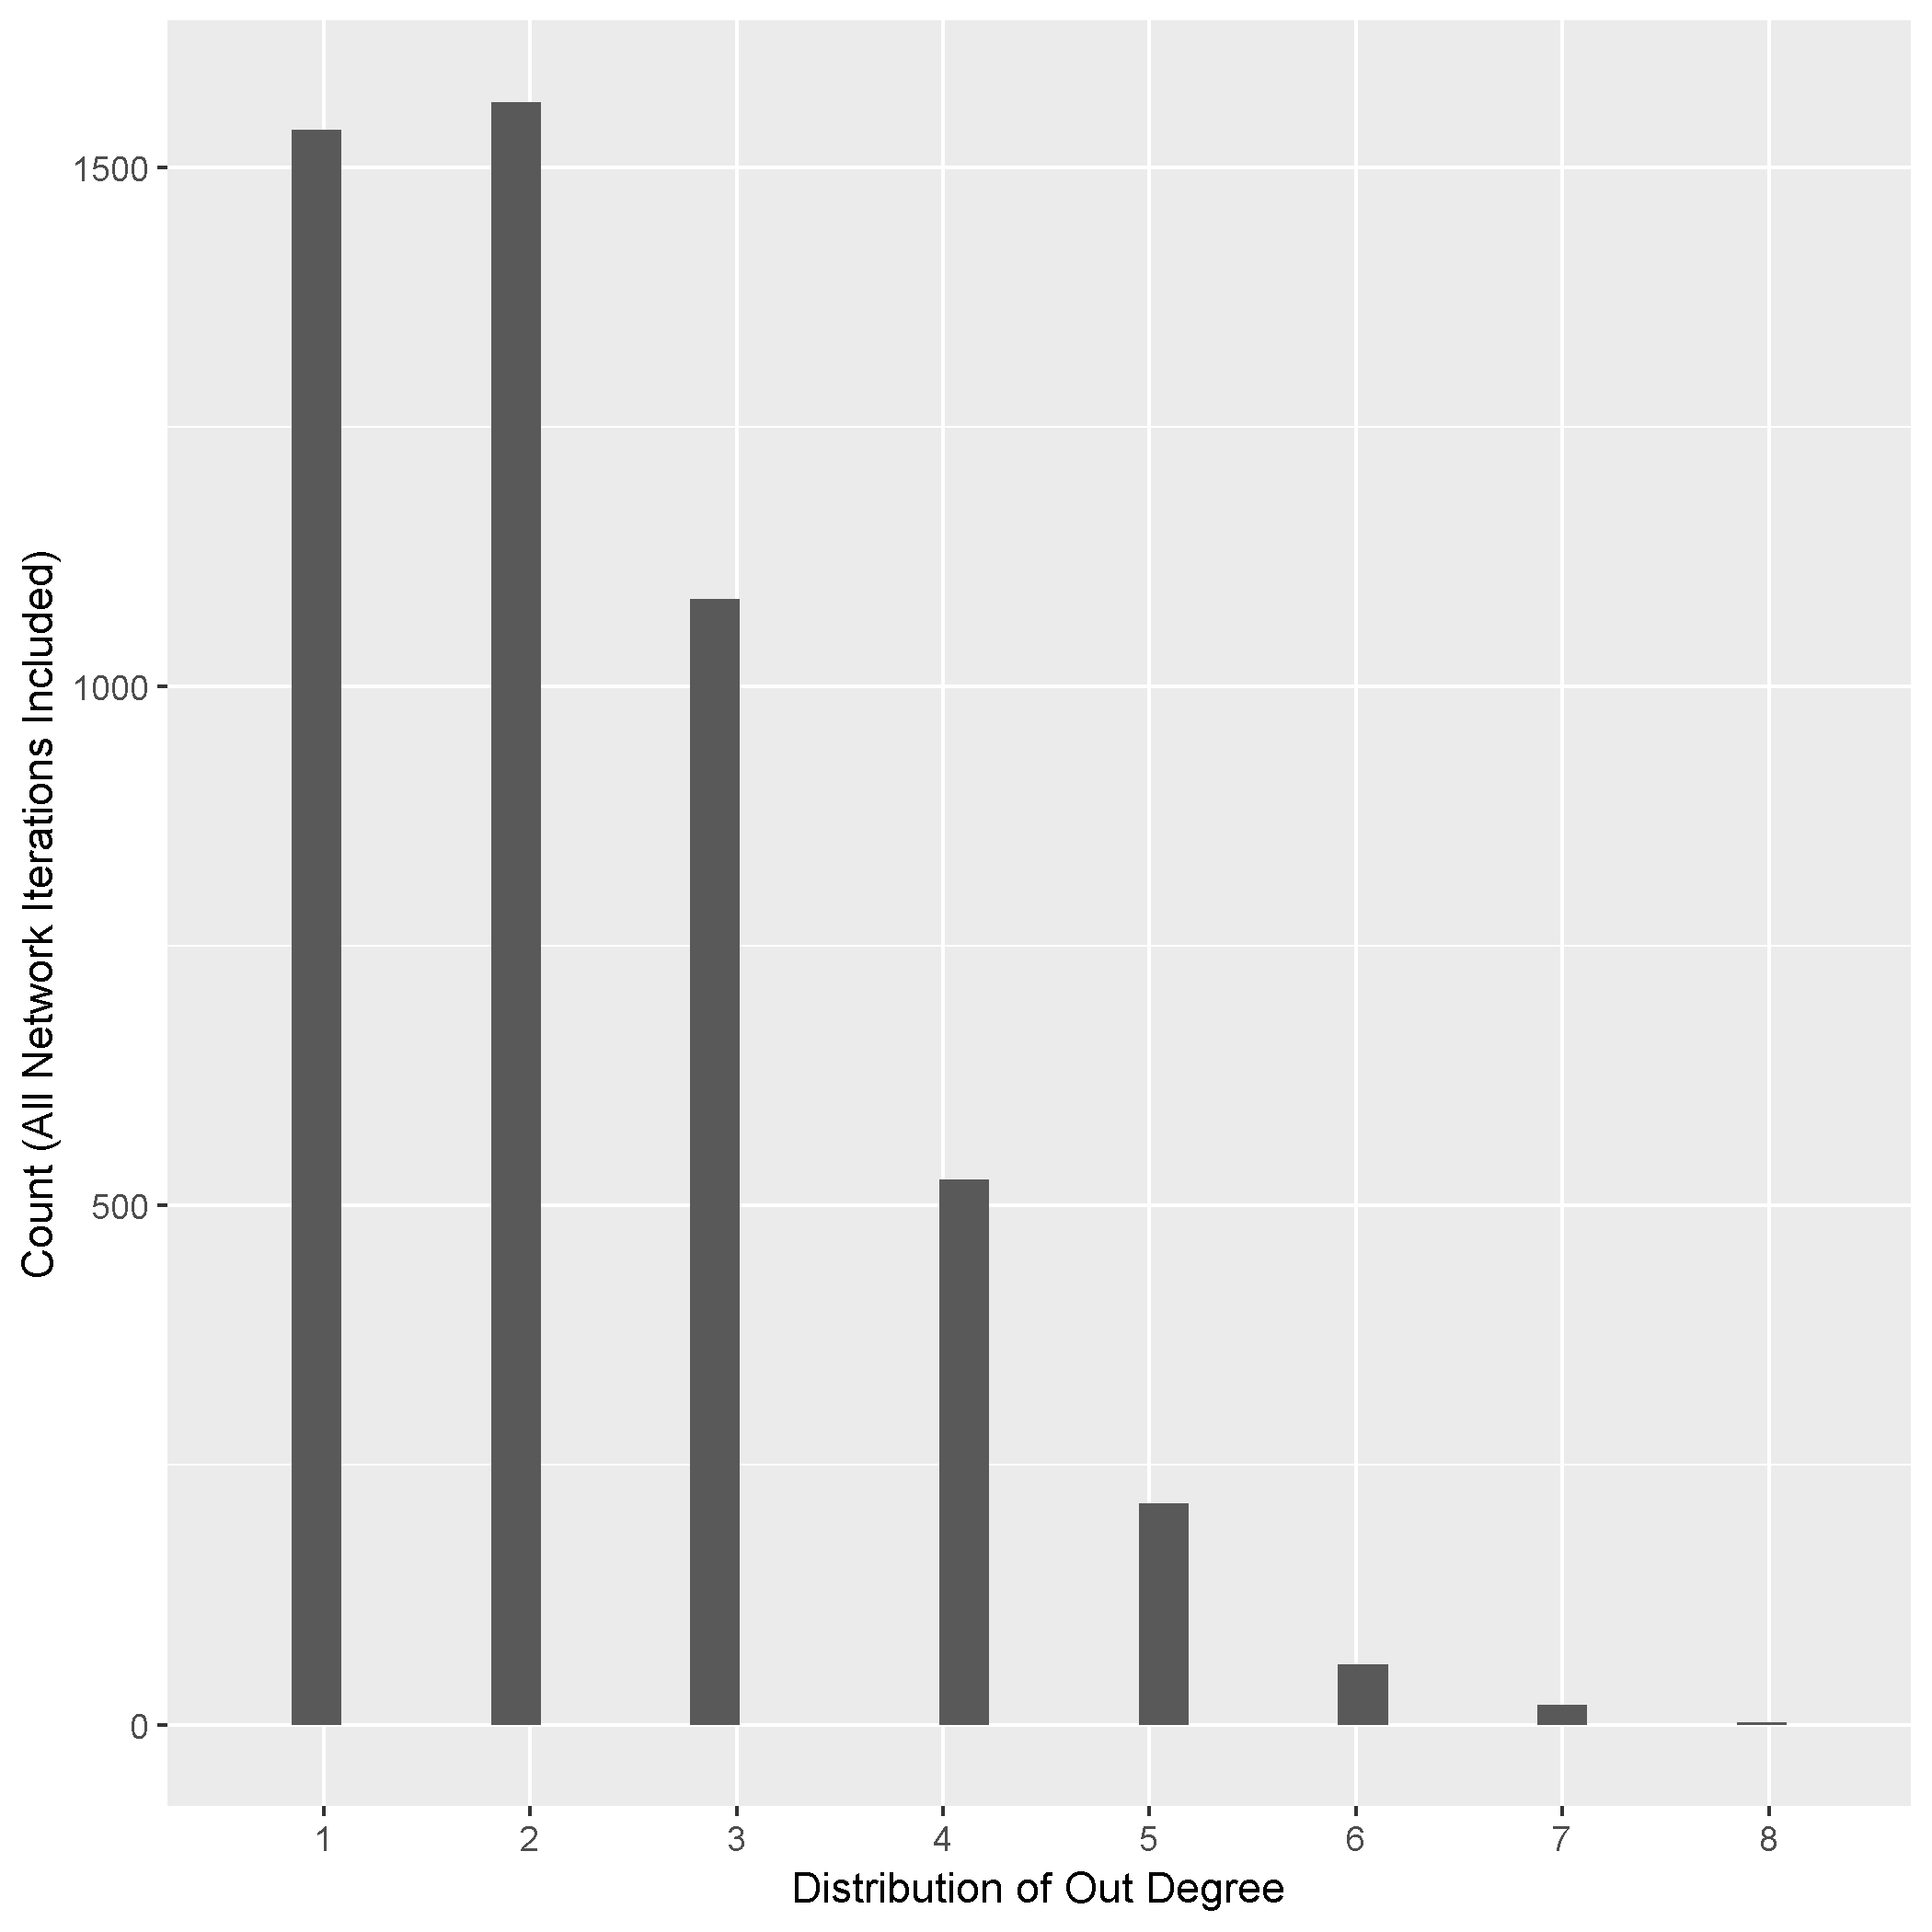 Count (All Network Iterations Included)
1500
1000
500
0
1 2 3 4 5 6 7 8
Distribution of Out Degree